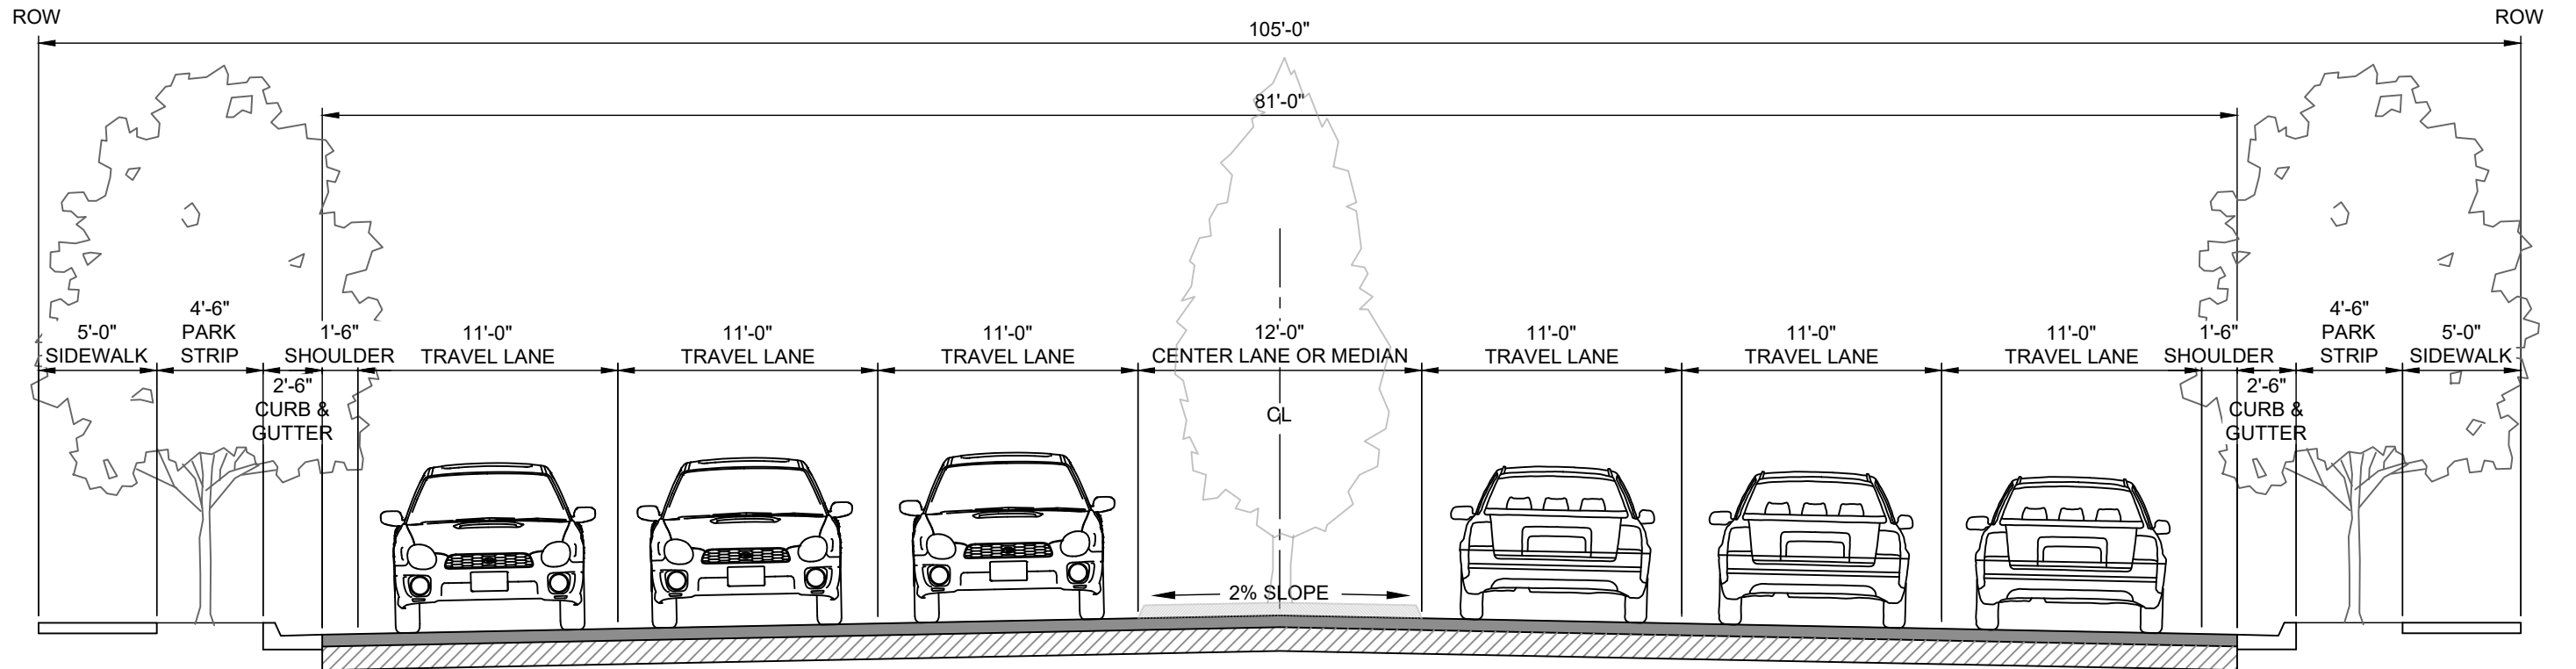 ROW
ROW
105'-0"
81'-0"
5'-0"
SIDEWALK
4'-6"
PARK
STRIP
2'-6"
CURB &
GUTTER
1'-6"
SHOULDER
11'-0"
TRAVEL LANE
11'-0"
TRAVEL LANE
11'-0"
TRAVEL LANE
12'-0"
CENTER LANE OR MEDIAN
CL
2% SLOPE
11'-0"
TRAVEL LANE
11'-0"
TRAVEL LANE
11'-0"
TRAVEL LANE
1'-6"
SHOULDER
2'-6"
CURB &
GUTTER
4'-6"
PARK
STRIP
5'-0"
SIDEWALK